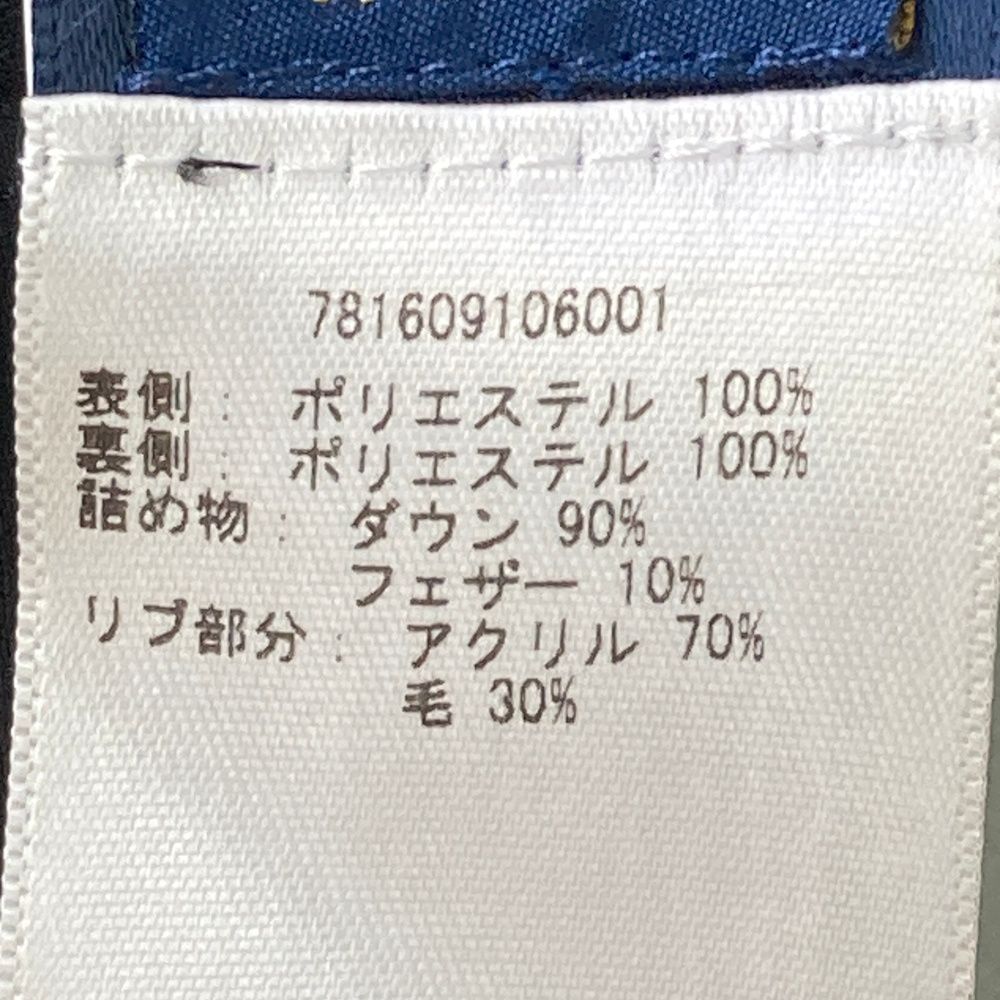 781609106001
表側: ポリエステル 100%
裏側: ポリエステル 100%
詰め物: ダウン 90%
フェザー 10%
リブ部分: アクリル 70%
毛 30%